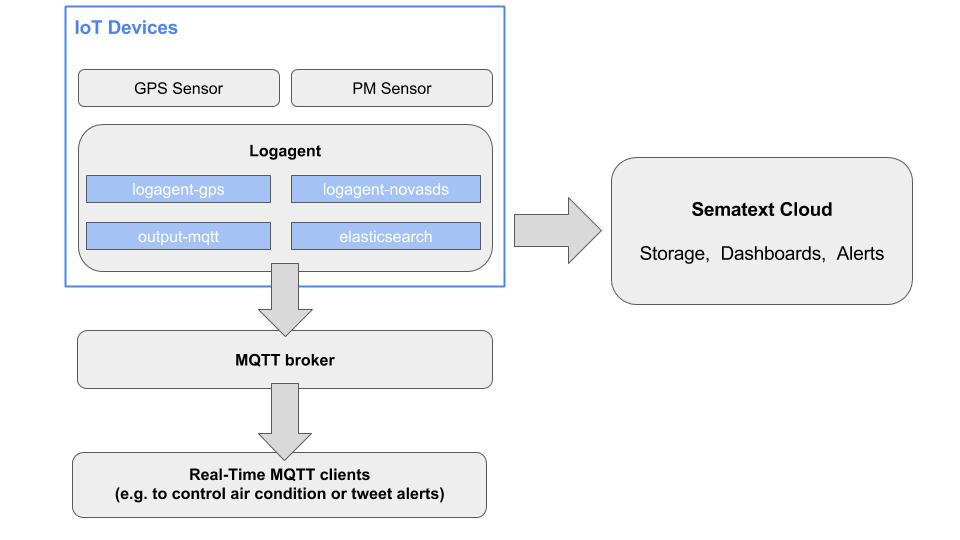 IoT Devices
GPS Sensor
PM Sensor
Logagent
logagent-gps
logagent-novasds
output-mqtt
elasticsearch
Sematext Cloud
Storage, Dashboards, Alerts
MQTT broker
Real-Time MQTT clients
(e.g. to control air condition or tweet alerts)